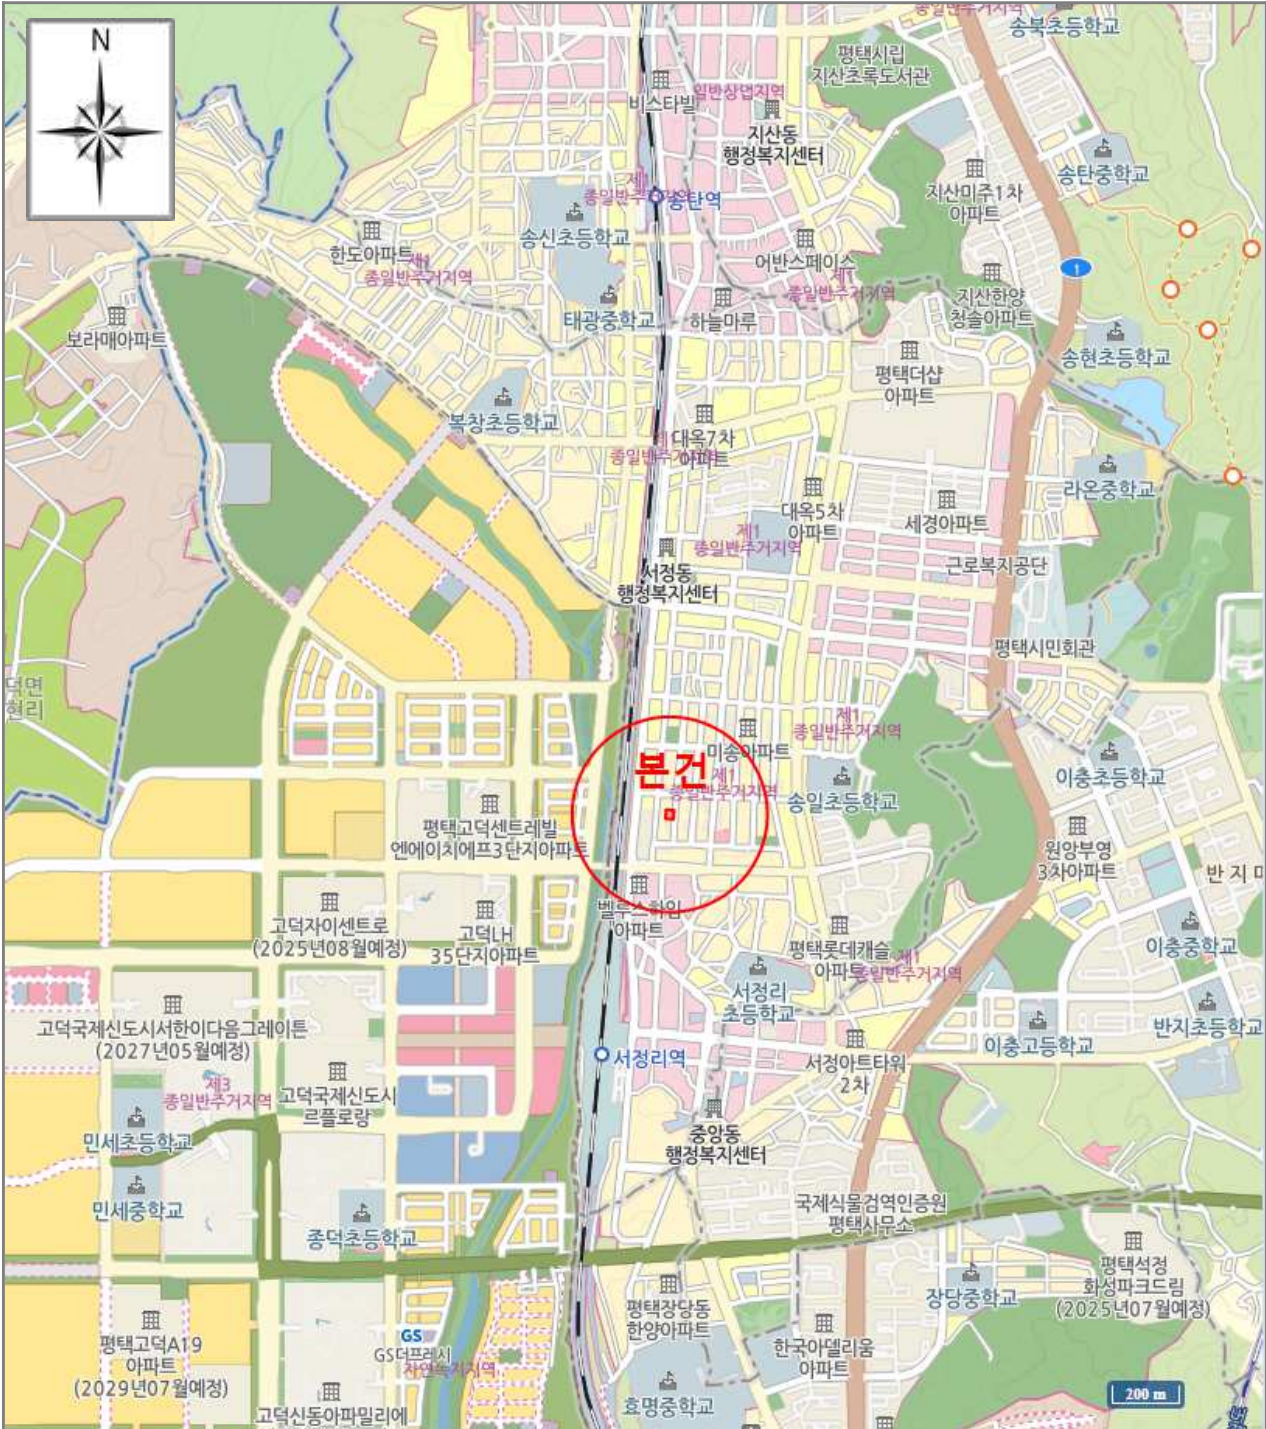 송북초등학교
N
평택시립
지산초록도서관
비스타빌
일반상업지역
지산동
행정복지센터
송탄중학교
제1
종일반주거지역
송탄역
지산미주1차
아파트
송신초등학교
한도아파트
제1
종일반주거지역
어반스페이스
제1
종일반주거지역
1
지산한양
청솔아파트
보라매아파트
태광중학교
하늘마루
송현초등학교
평택더샵
아파트
복창초등학교
대옥7차
아파트
제1
종일반주거지역
라온중학교
대옥5차
아파트
세경아파트
제1
종일반주거지역
서정동
행정복지센터
근로복지공단
평택시민회관
덕면
현리
제1
종일반주거지역
미송아파트
본건
제1
종일반주거지역
송일초등학교
이충초등학교
평택고덕센트레빌
엔에이치에프3단지아파트
원앙부영
3차아파트
반지마
벨루스하임
아파트
고덕자이센트로
(2025년08월예정)
고덕LH
35단지아파트
평택롯데캐슬
아파트
제1
종일반주거지역
이충중학교
서정리
초등학교
고덕국제신도시서한이다음그레이튼
(2027년05월예정)
반지초등학교
이충고등학교
서정리역
서정아트타워
2차
제3
종일반주거지역
고덕국제신도시
르플로랑
민세초등학교
중앙동
행정복지센터
민세중학교
국제식물검역인증원
평택사무소
종덕초등학교
평택석정
화성파크드림
(2025년07월예정)
장당중학교
평택장당동
한양아파트
평택고덕A19
아파트
(2029년07월예정)
GS
GS더프레시
자연녹지지역
한국아델리움
아파트
고덕신동아파밀리에
효명중학교
200 m